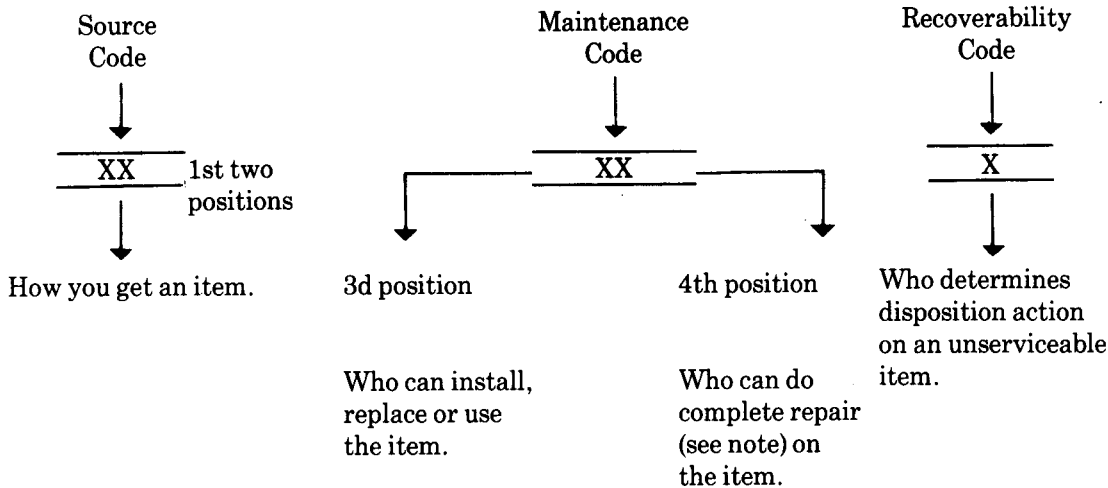 Source
Code
XX
1st two
positions
How you get an item.
Maintenance
Code
XX
3d position
Who can install,
replace or use
the item.
4th position
Who can do
complete repair
(see note) on
the item.
Recoverability
Code
X
Who determines
disposition action
on an unserviceable
item.